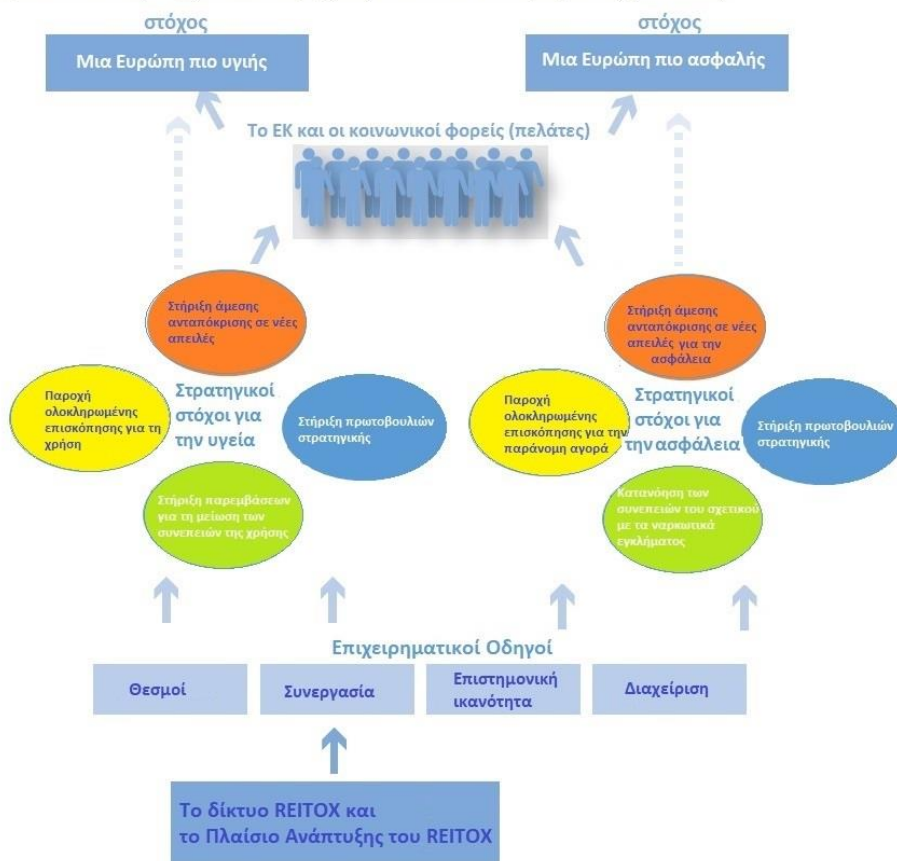 στόχος
Μια Ευρώπη πιο υγιής
στόχος
Μια Ευρώπη πιο ασφαλής
Το ΕΚ και οι κοινωνικοί φορείς (πελάτες)
Στήριξη άμεσης
ανταπόκρισης σε νέες
απειλές
Παροχή
ολοκληρωμένης
επισκόπησης για τη
χρήση
Στρατηγικοί
στόχοι για
την υγεία
Στήριξη πρωτοβουλιών
στρατηγικής
Στήριξη παρεμβάσεων
για τη μείωση των
συνεπειών της χρήσης
Στήριξη άμεσης
ανταπόκρισης σε νέες
απειλές για την
ασφάλεια
Παροχή
ολοκληρωμένης
επισκόπησης για την
παράνομη αγορά
Στρατηγικοί
στόχοι για
την ασφάλεια
Στήριξη πρωτοβουλιών
στρατηγικής
Κατανόηση των
συνεπειών του σχετικού
με τα ναρκωτικά
εγκλήματος
Επιχειρηματικοί Οδηγοί
Θεσμοί
Συνεργασία
Επιστημονική
ικανότητα
Διαχείριση
Το δίκτυο REITOX και
το Πλαίσιο Ανάπτυξης του REITOX